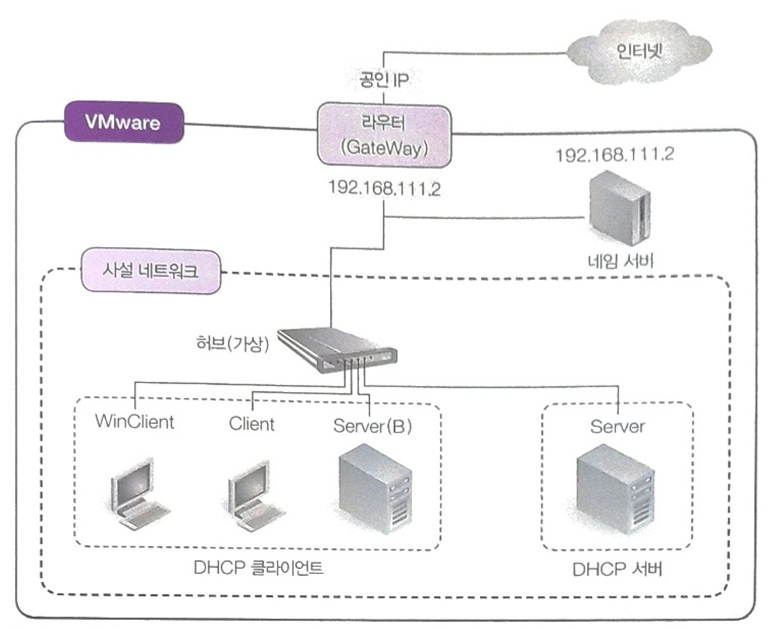 인터넷
공인 IP
VMware
라우터
(GateWay)
192.168.111.2
192.168.111.2
네임 서버
사설 네트워크
허브(가상)
WinClient
Client
Server(B)
Server
DHCP 클라이언트
DHCP 서버